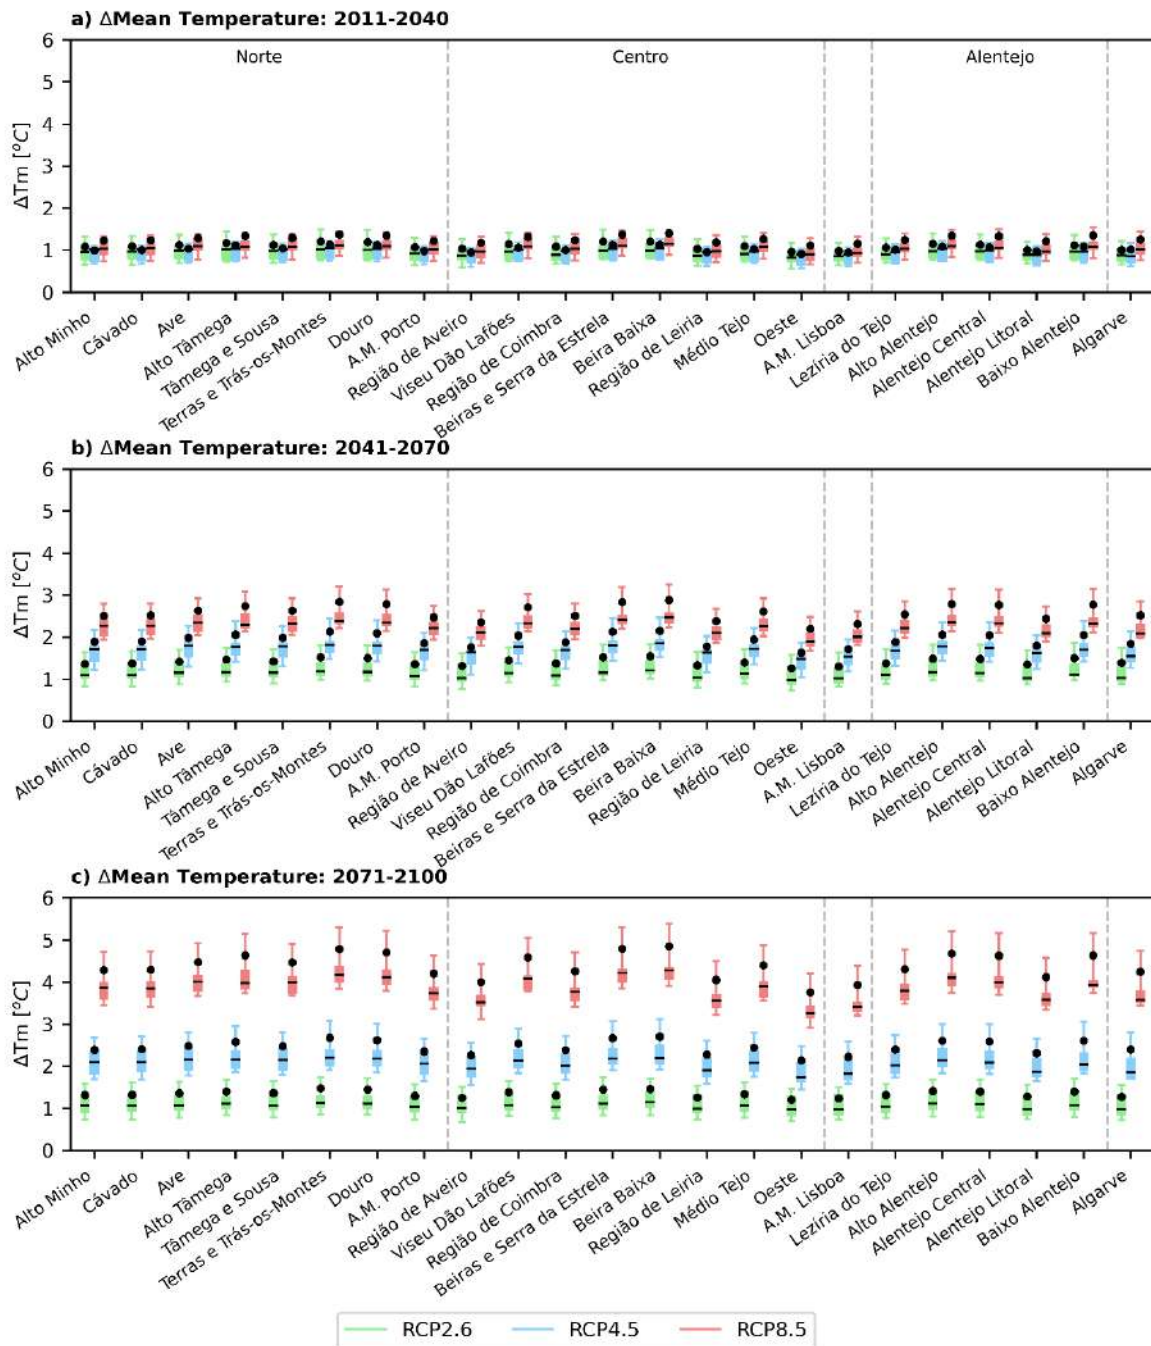 a) ΔMean Temperature: 2011-2040
Norte Centro Alentejo
ΔTm [°C]
6
5
4
3
2
1
0
Alto Minho
Cávado
Ave
Alto Tâmega
Tâmega e Sousa
Terras e Trás-os-Montes
Douro
A.M. Porto
Região de Aveiro
Viseu Dão Lafões
Região de Coimbra
Beiras e Serra da Estrela
Beira Baixa
Região de Leiria
Médio Tejo
Oeste
A.M. Lisboa
Lezíria do Tejo
Alto Alentejo
Alentejo Central
Alentejo Litoral
Baixo Alentejo
Algarve
b) ΔMean Temperature: 2041-2070
ΔTm [°C]
6
5
4
3
2
1
0
Alto Minho
Cávado
Ave
Alto Tâmega
Tâmega e Sousa
Terras e Trás-os-Montes
Douro
A.M. Porto
Região de Aveiro
Viseu Dão Lafões
Região de Coimbra
Beiras e Serra da Estrela
Beira Baixa
Região de Leiria
Médio Tejo
Oeste
A.M. Lisboa
Lezíria do Tejo
Alto Alentejo
Alentejo Central
Alentejo Litoral
Baixo Alentejo
Algarve
c) ΔMean Temperature: 2071-2100
ΔTm [°C]
6
5
4
3
2
1
0
Alto Minho
Cávado
Ave
Alto Tâmega
Tâmega e Sousa
Terras e Trás-os-Montes
Douro
A.M. Porto
Região de Aveiro
Viseu Dão Lafões
Região de Coimbra
Beiras e Serra da Estrela
Beira Baixa
Região de Leiria
Médio Tejo
Oeste
A.M. Lisboa
Lezíria do Tejo
Alto Alentejo
Alentejo Central
Alentejo Litoral
Baixo Alentejo
Algarve
RCP2.6 RCP4.5 RCP8.5